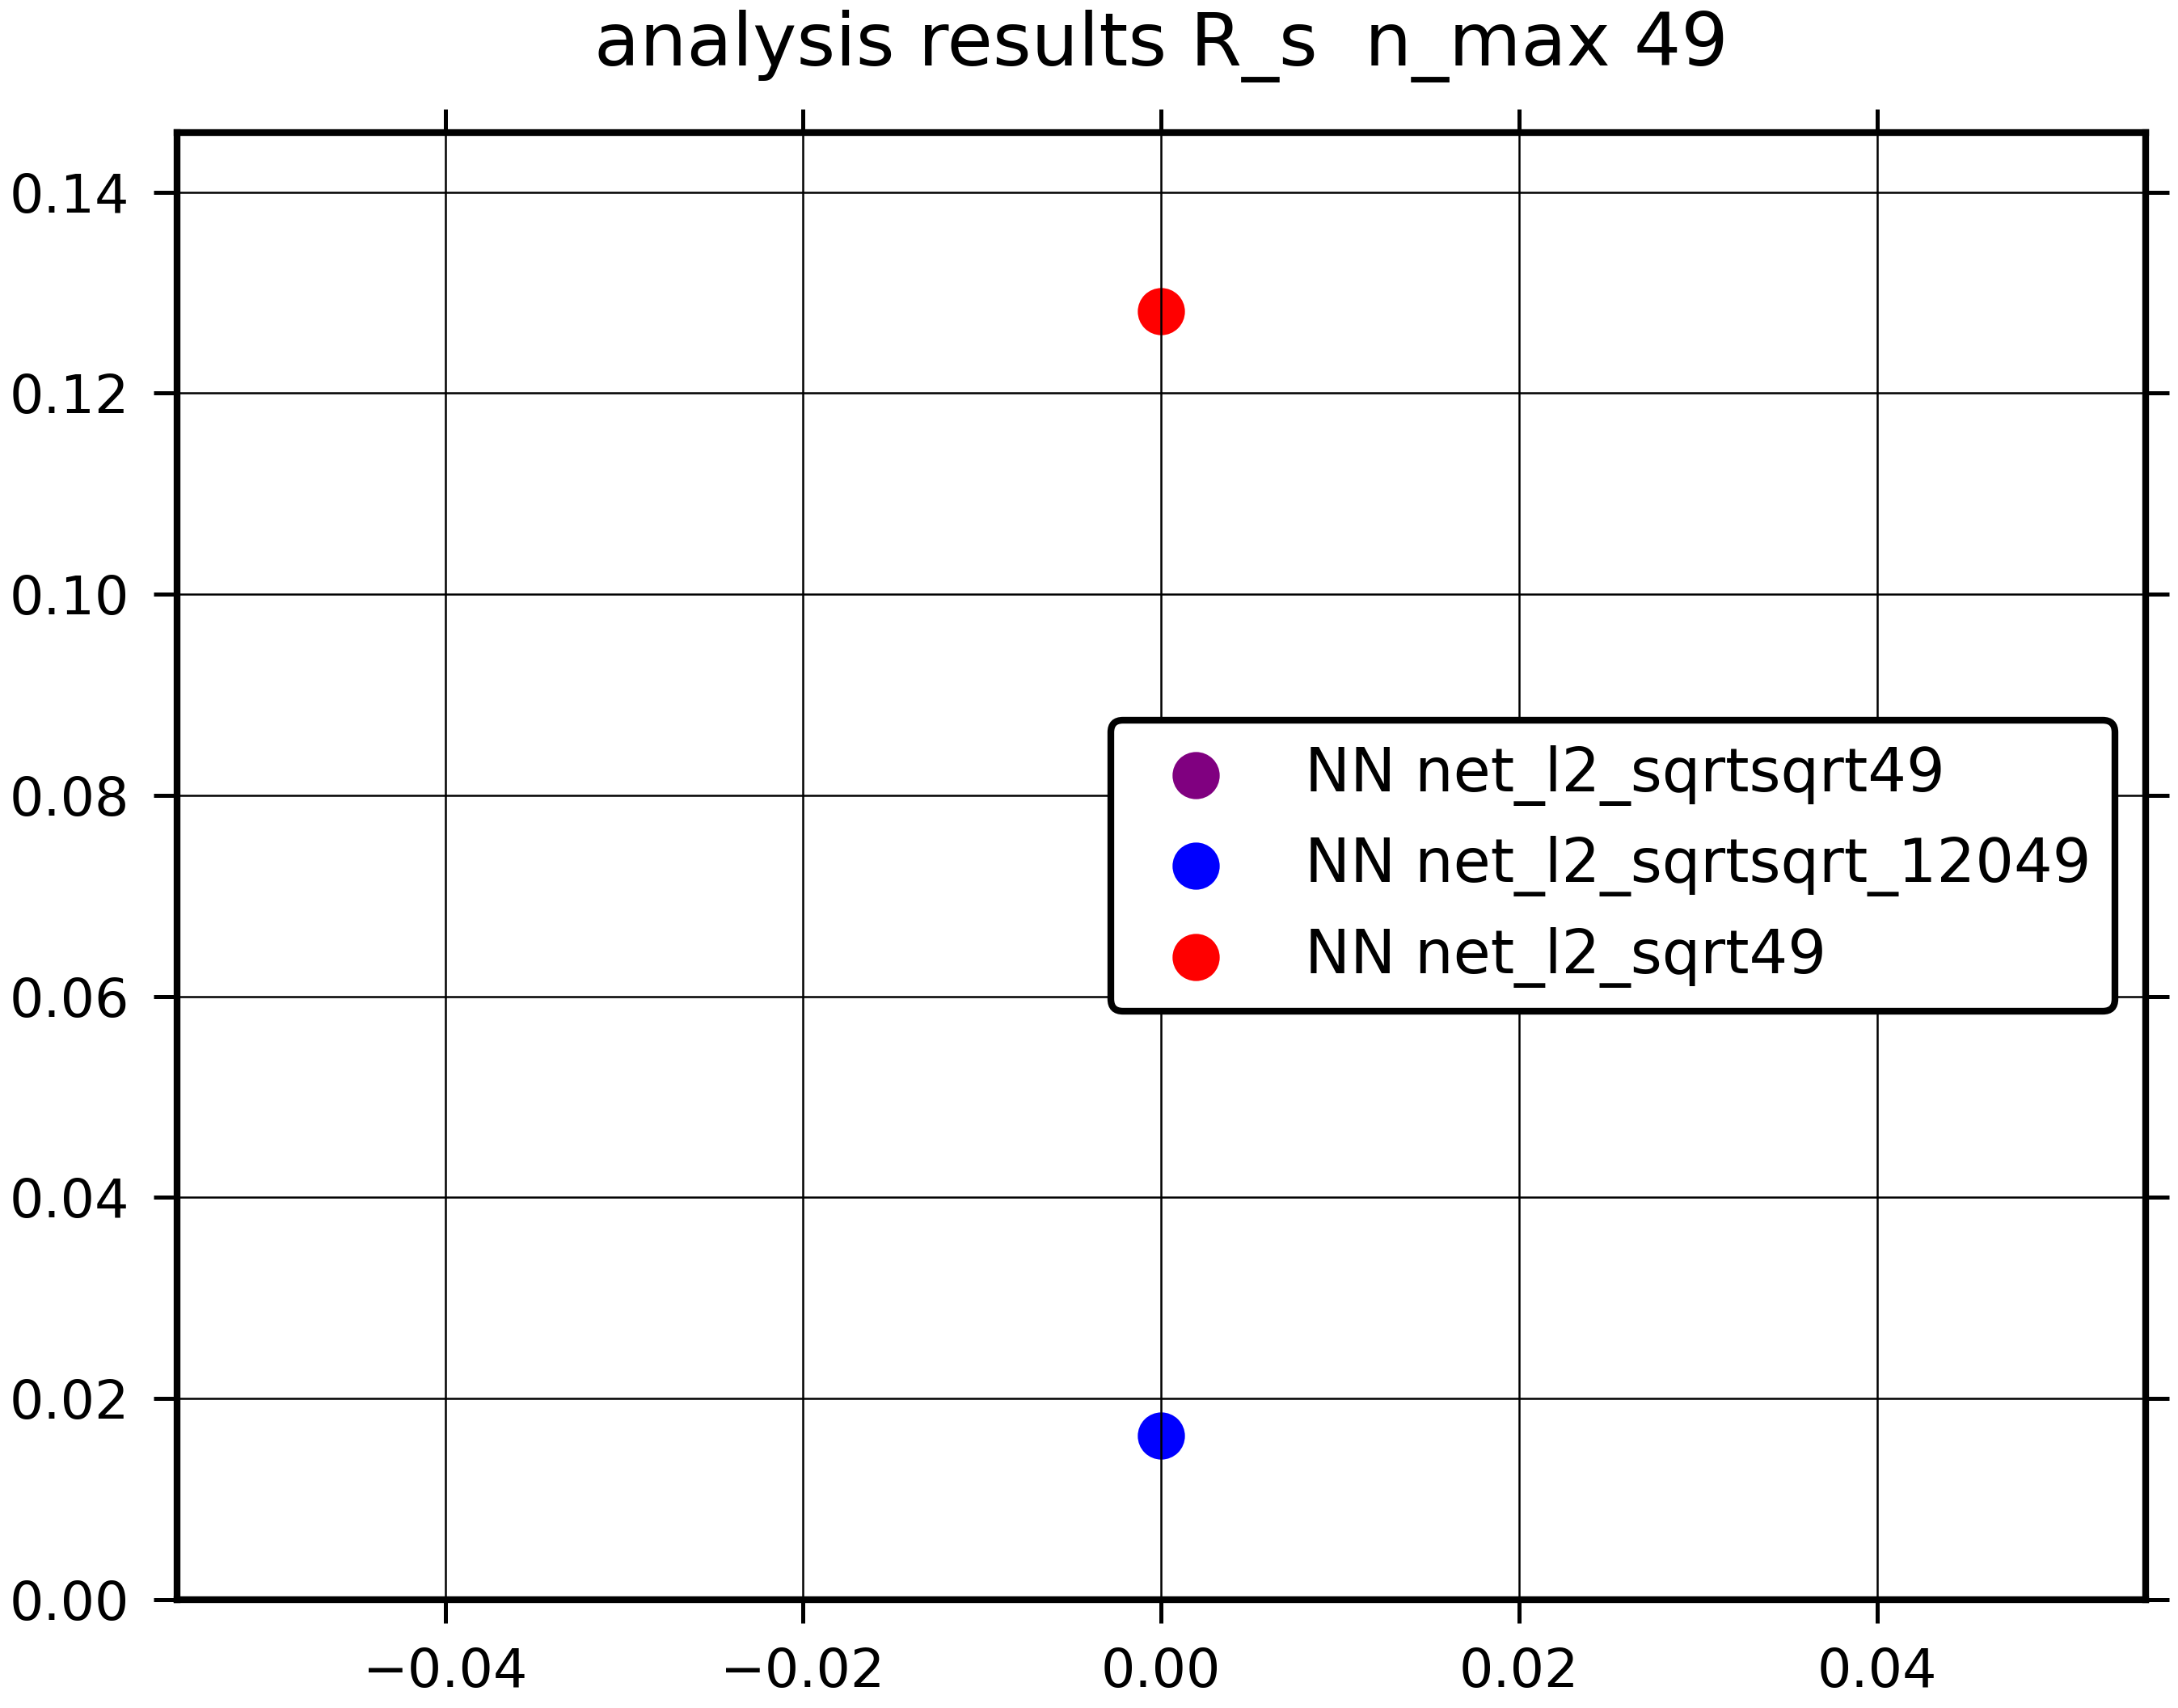 analysis results R_s  n_max 49
0.14
0.12
0.10
0.08
0.06
0.04
0.02
0.00
NN net_l2_sqrtsqrt49
NN net_l2_sqrtsqrt_12049
NN net_l2_sqrt49
−0.04 −0.02 0.00 0.02 0.04